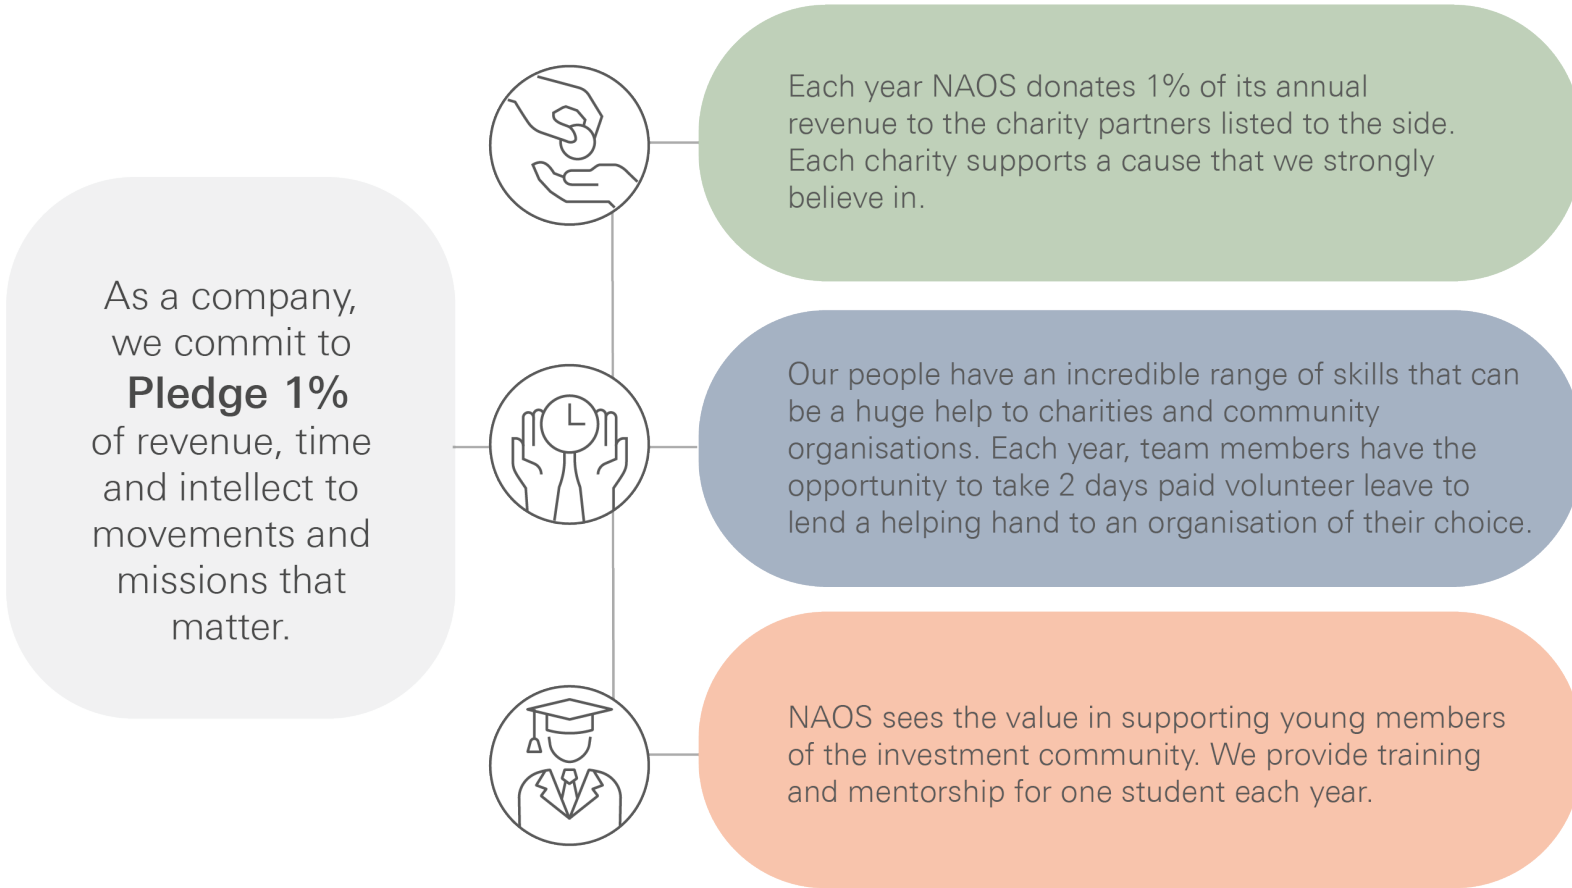 As a company,
we commit to
Pledge 1%
of revenue, time
and intellect to
movements and
missions that
matter.
Each year NAOS donates 1% of its annual
revenue to the charity partners listed to the side.
Each charity supports a cause that we strongly
believe in.
Our people have an incredible range of skills that can
be a huge help to charities and community
organisations. Each year, team members have the
opportunity to take 2 days paid volunteer leave to
lend a helping hand to an organisation of their choice.
NAOS sees the value in supporting young members
of the investment community. We provide training
and mentorship for one student each year.